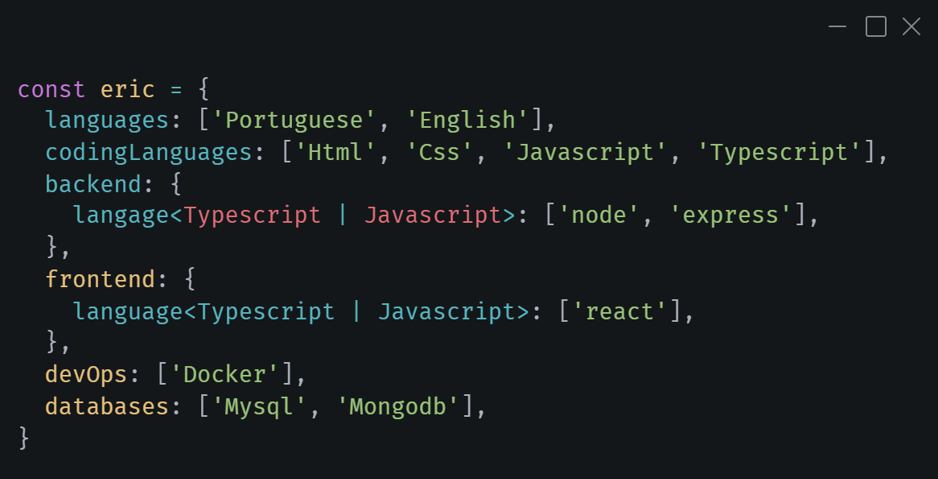 const eric = {
  languages: ['Portuguese', 'English'],
  codingLanguages: ['Html', 'Css', 'Javascript', 'Typescript'],
  backend: {
    langage<Typescript | Javascript>: ['node', 'express'],
  },
  frontend: {
    language<Typescript | Javascript>: ['react'],
  },
  devOps: ['Docker'],
  databases: ['Mysql', 'Mongodb'],
}